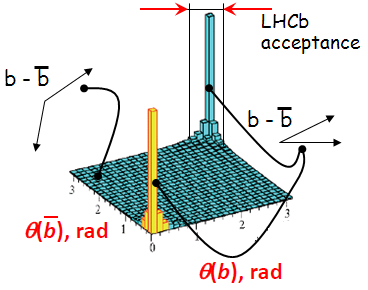 LHCb
acceptance
b - b̅
b - b̅
3
2
1
0
1
2
3
θ(b̅), rad
θ(b), rad